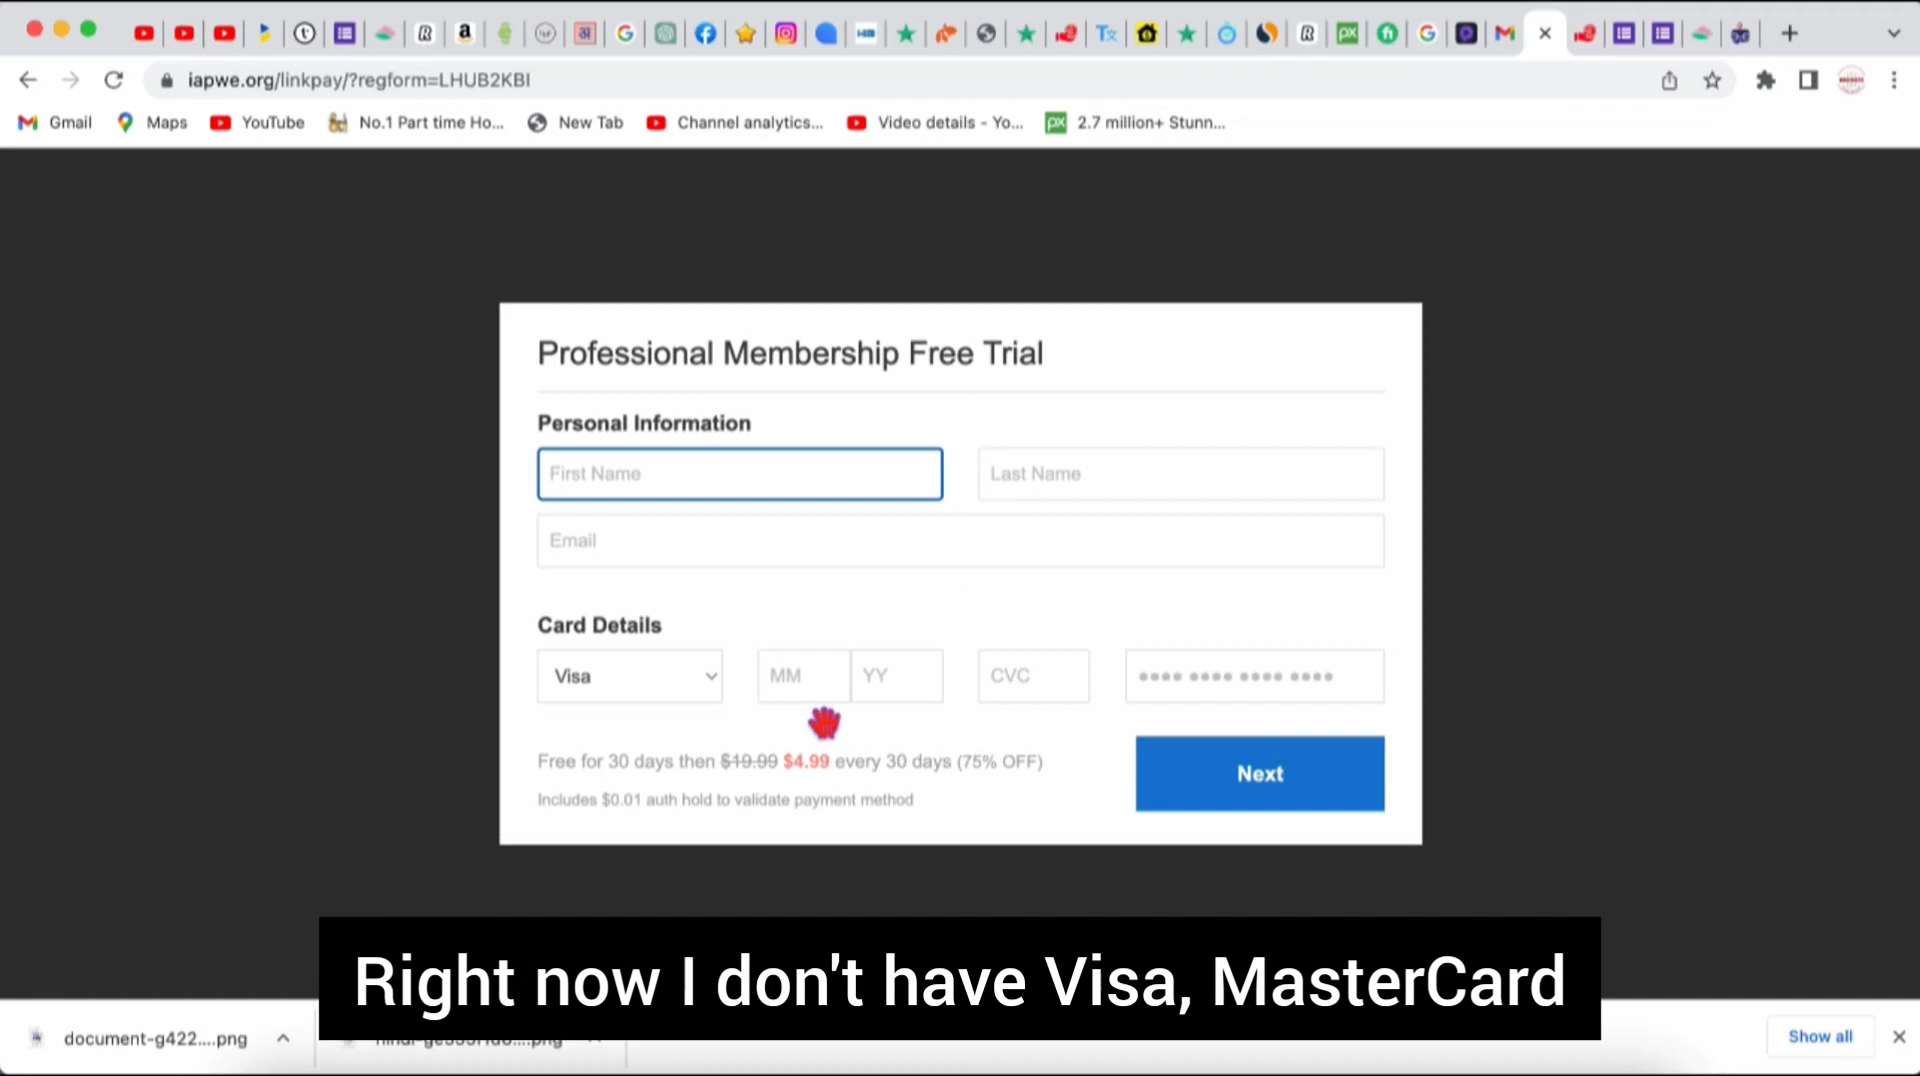 iapwe.org/linkpay/?regform=LHUB2KBI
Gmail
Maps
YouTube
No.1 Part time Ho...
New Tab
Channel analytics...
Video details - Yo...
2.7 million+ Stunn...
Professional Membership Free Trial
Personal Information
First Name
Last Name
Email
Card Details
Visa
MM
YY
CVC
Free for 30 days then $19.99 $4.99 every 30 days (75% OFF)
Next
Includes $0.01 auth hold to validate payment method
Right now I don't have Visa, MasterCard
document-g422....png
Show all